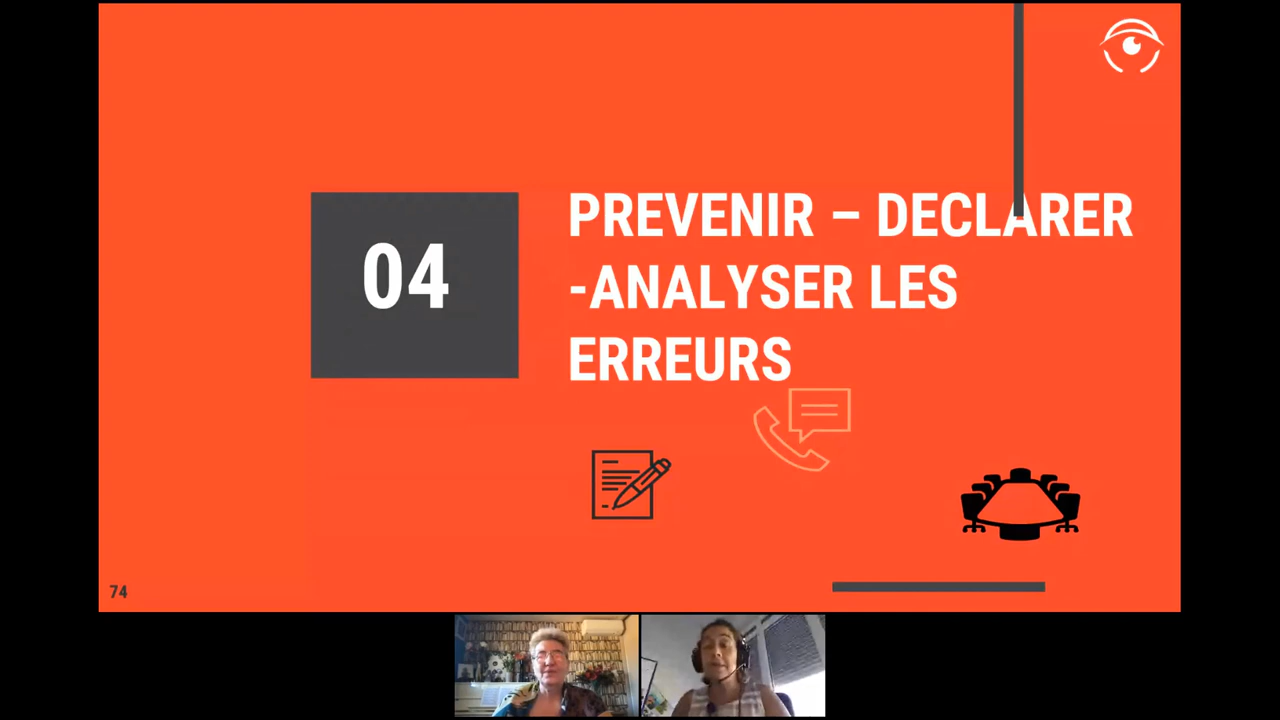 04
PREVENIR – DECLARER
-ANALYSER LES
ERREURS
74